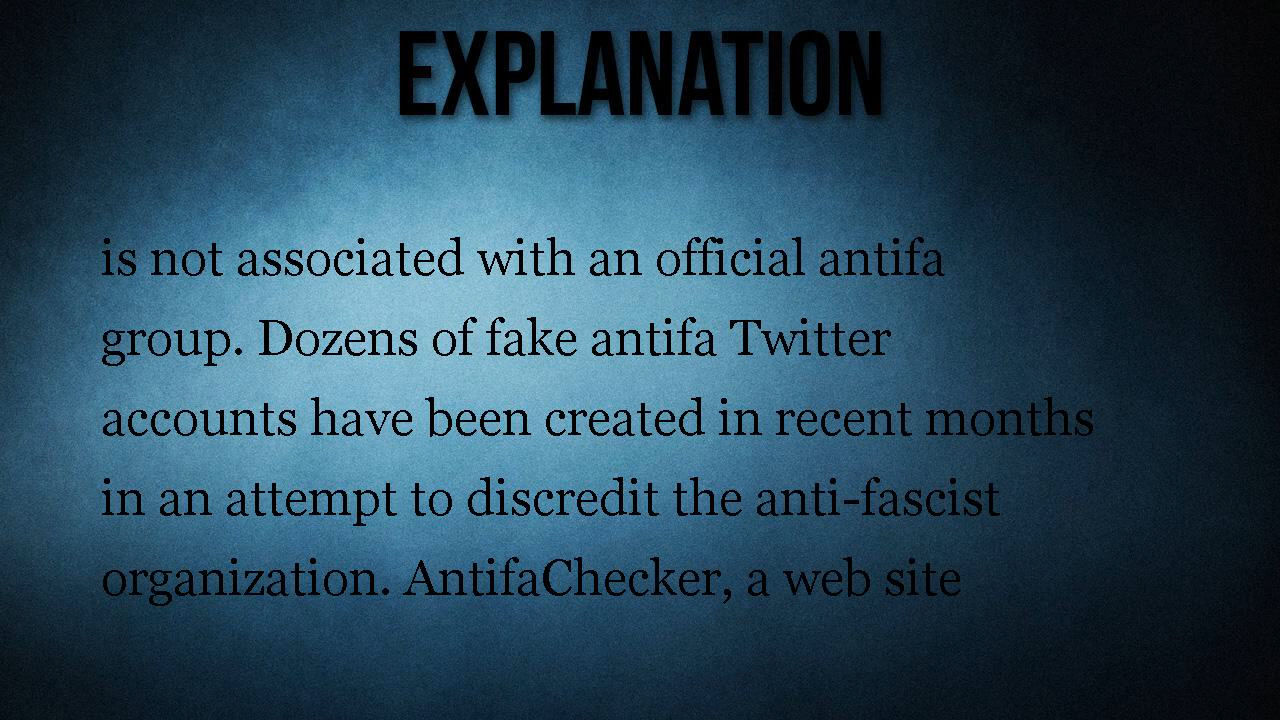 EXPLANATION
is not associated with an official antifa
group. Dozens of fake antifa Twitter
accounts have been created in recent months
in an attempt to discredit the anti-fascist
organization. AntifaChecker, a web site